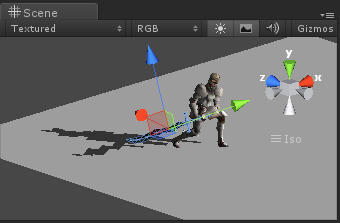 Scene
Textured RGB Gizmos
y
z x
Iso